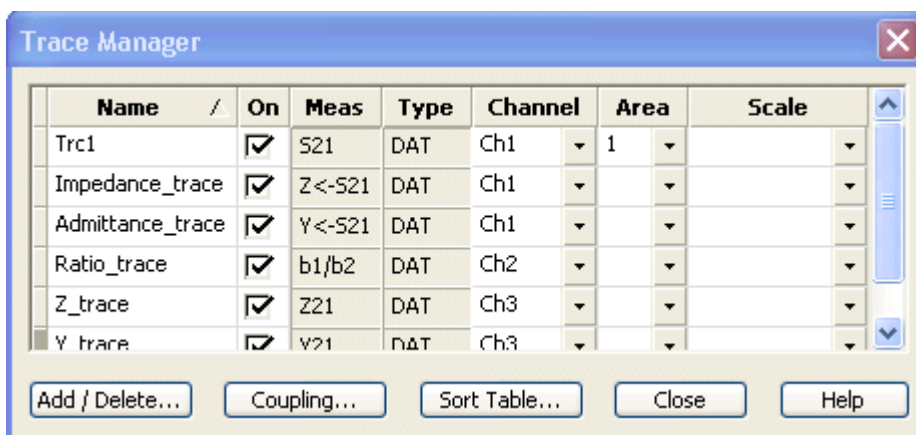 Trace Manager
Name On Meas Type Channel Area Scale
Trc1 S21 DAT Ch1 1
Impedance_trace Z<-S21 DAT Ch1
Admittance_trace Y<-S21 DAT Ch1
Ratio_trace b1/b2 DAT Ch2
Z_trace Z21 DAT Ch3
Y_trace Y21 DAT Ch3
Add / Delete... Coupling... Sort Table... Close Help